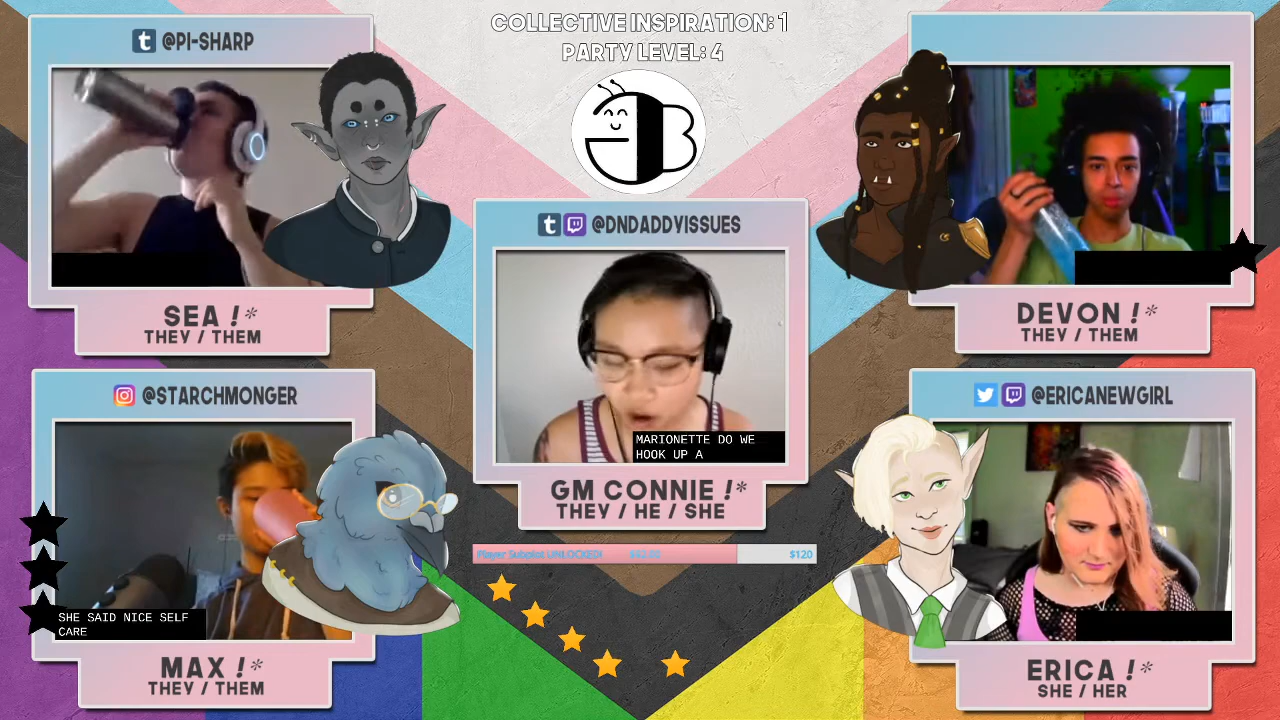 COLLECTIVE INSPIRATION: 1
PARTY LEVEL: 4
@PI-SHARP
SEA !*
THEY / THEM
@DNDADDYISSUES
MARIONETTE DO WE
HOOK UP A
GM CONNIE !*
THEY / HE / SHE
DEVON !*
THEY / THEM
@STARCHMONGER
SHE SAID NICE SELF
CARE
MAX !*
THEY / THEM
Player Subplot UNLOCKED!
$120
@ERICANEWGIRL
ERICA !*
SHE / HER